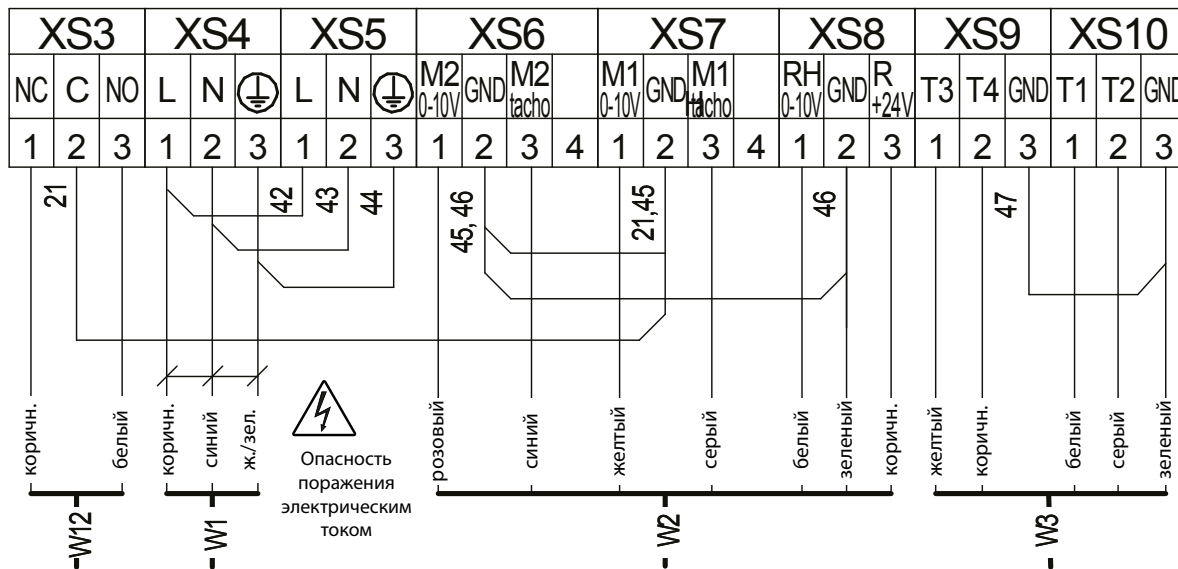 XS3 XS4 XS5 XS6 XS7 XS8 XS9 XS10
NC C NO L N L N M2 0-10V GND M2 tacho M1 0-10V GND M1 tacho RH 0-10V GND R +24V T3 T4 GND T1 T2 GND
1 2 3 1 2 3 1 2 3 1 2 3 4 1 2 3 4 1 2 3 1 2 3 1 2 3
21 42 43 44 45, 46 21,45 46 47
коричн. белый коричн. синий ж./зел. розовый синий желтый серый белый зеленый коричн. желтый коричн. белый серый зеленый
Опасность
поражения
электрическим
током
-W12 -W1 -W2 -W3